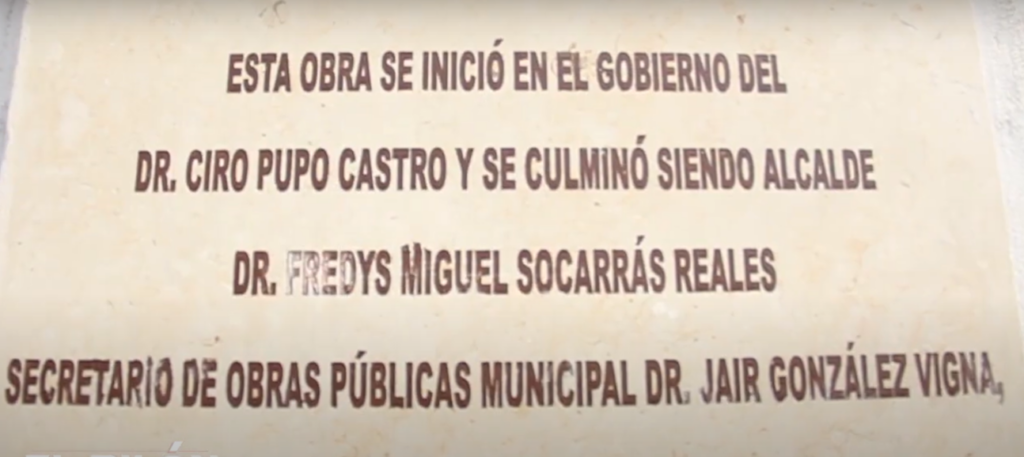 ESTA OBRA SE INICIÓ EN EL GOBIERNO DEL
DR. CIRO PUPO CASTRO Y SE CULMINÓ SIENDO ALCALDE
DR. FREDYS MIGUEL SOCARRÁS REALES
SECRETARIO DE OBRAS PÚBLICAS MUNICIPAL DR. JAIR GONZÁLEZ VIGNA,